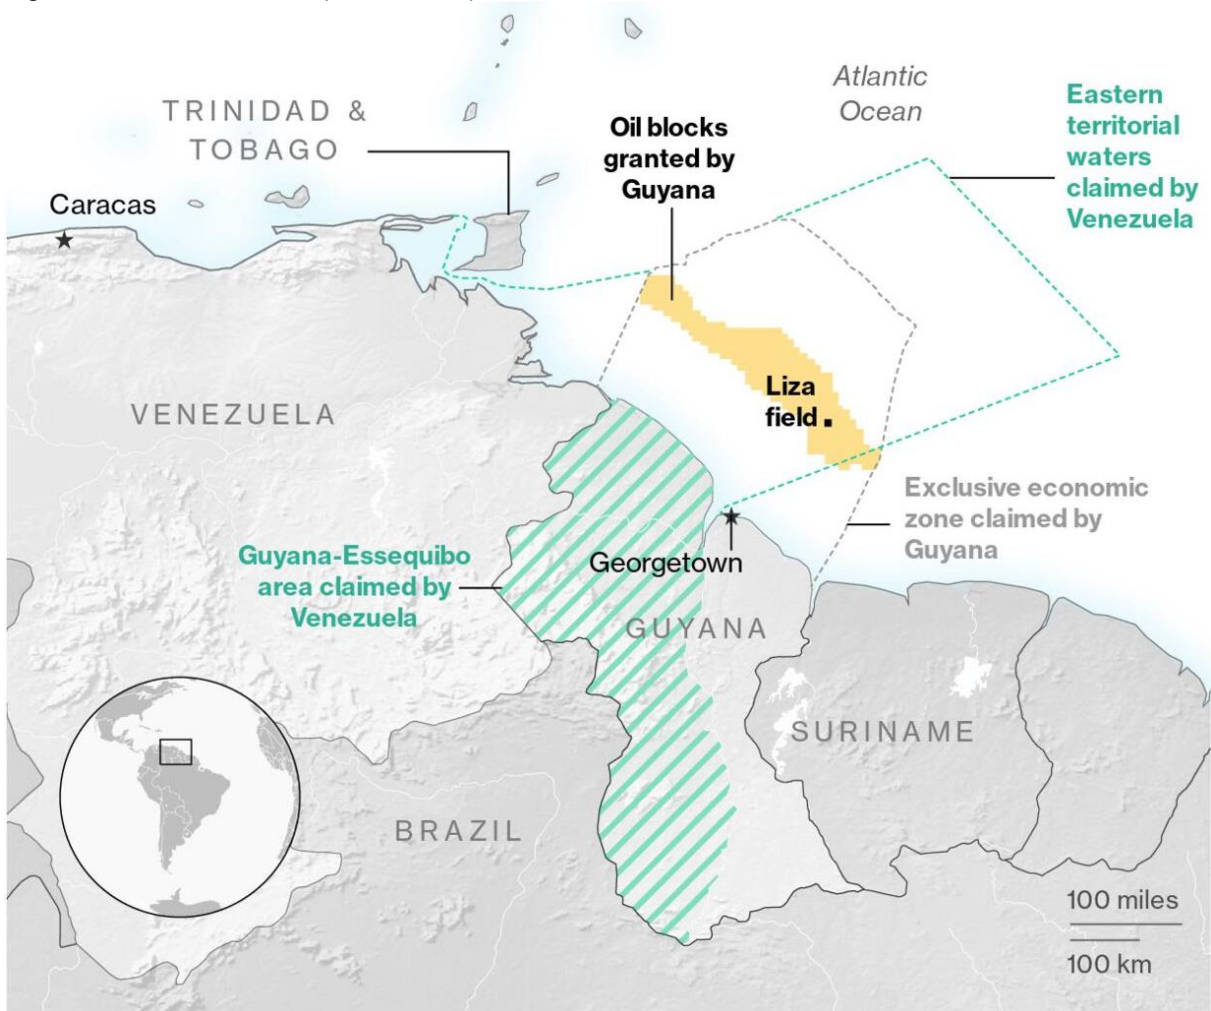 Atlantic
Ocean
TRINIDAD &
TOBAGO
Oil blocks
granted by
Guyana
Eastern
territorial
waters
claimed by
Venezuela
Caracas
Liza
field
VENEZUELA
Exclusive economic
zone claimed by
Guyana
Guyana-Essequibo
area claimed by
Venezuela
Georgetown
GUYANA
SURINAME
BRAZIL
100 miles
100 km